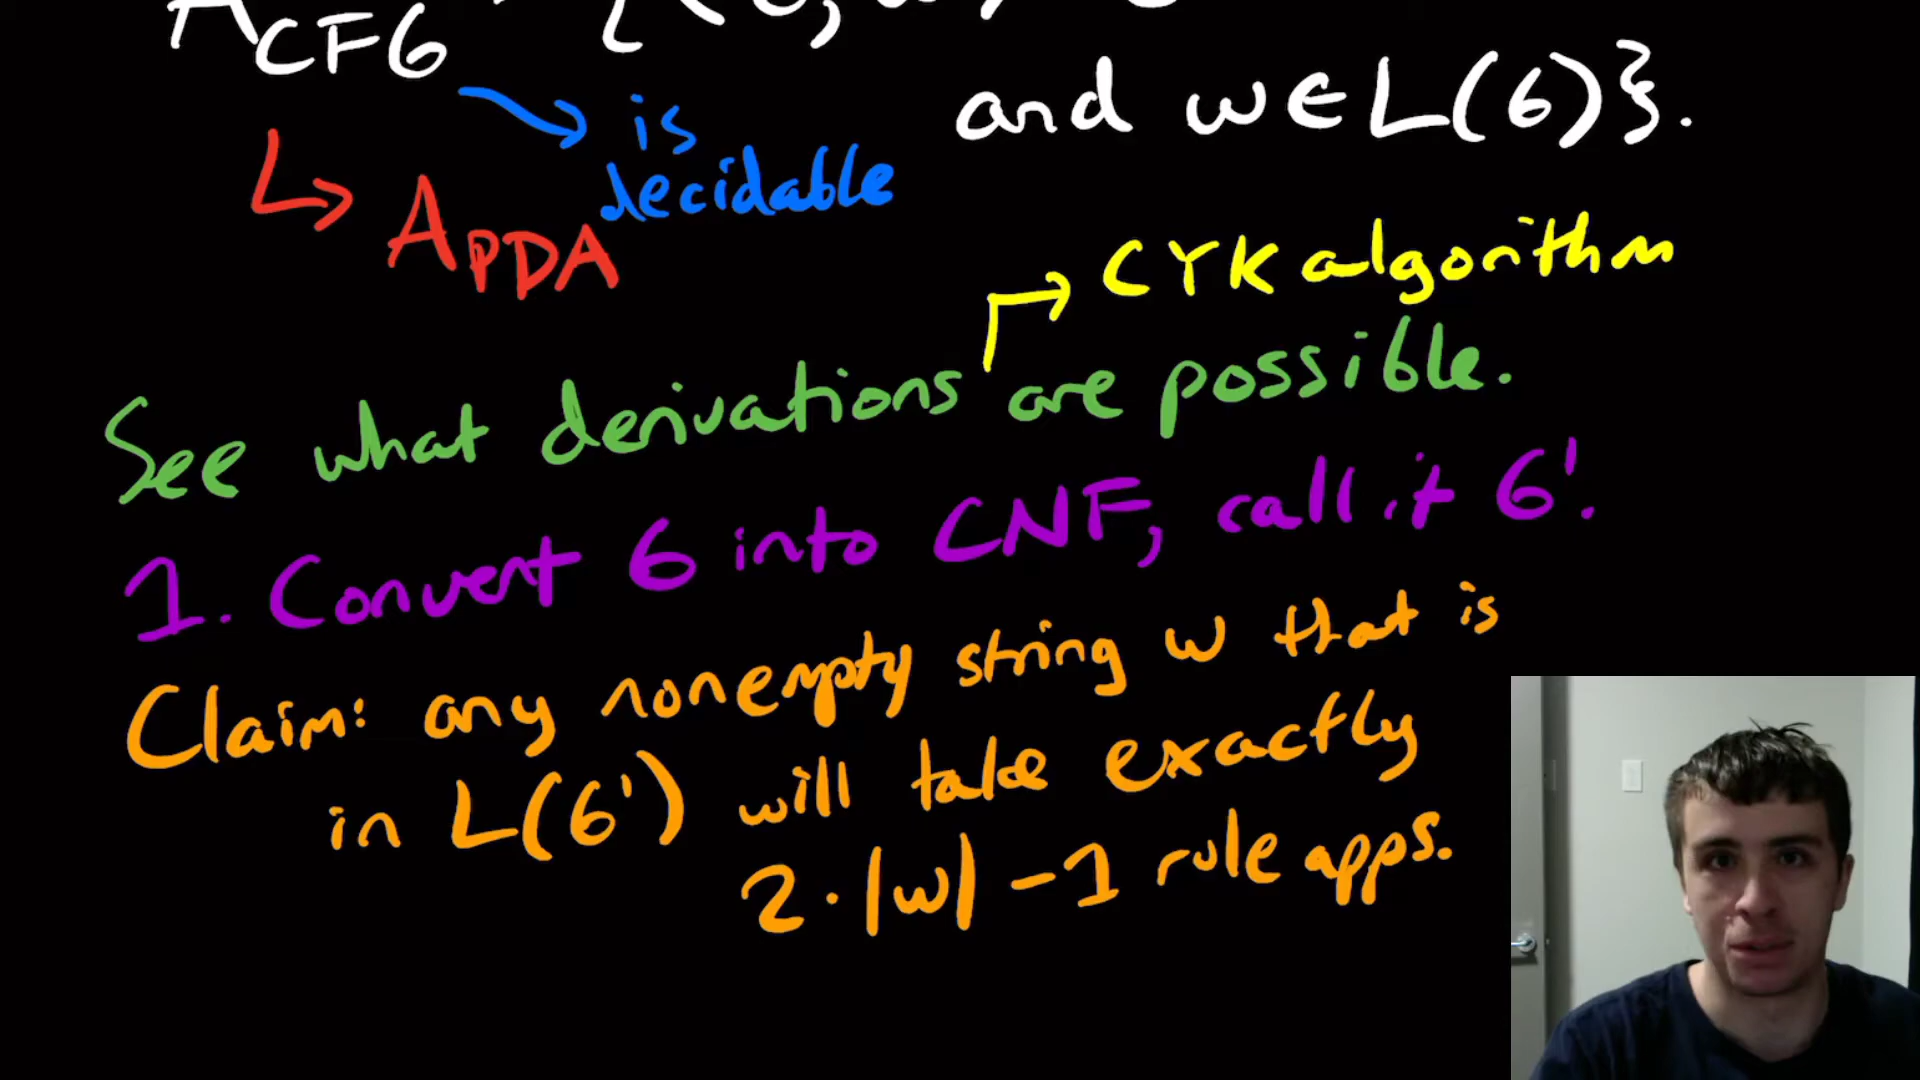 A_CFG
and w∈L(G)}.
is
decidable
A_PDA
CYK algorithm
See what derivations are possible.
1. Convert G into CNF, call it G'.
Claim: any nonempty string w that is
in L(G') will take exactly
2·|w| -1 rule apps.